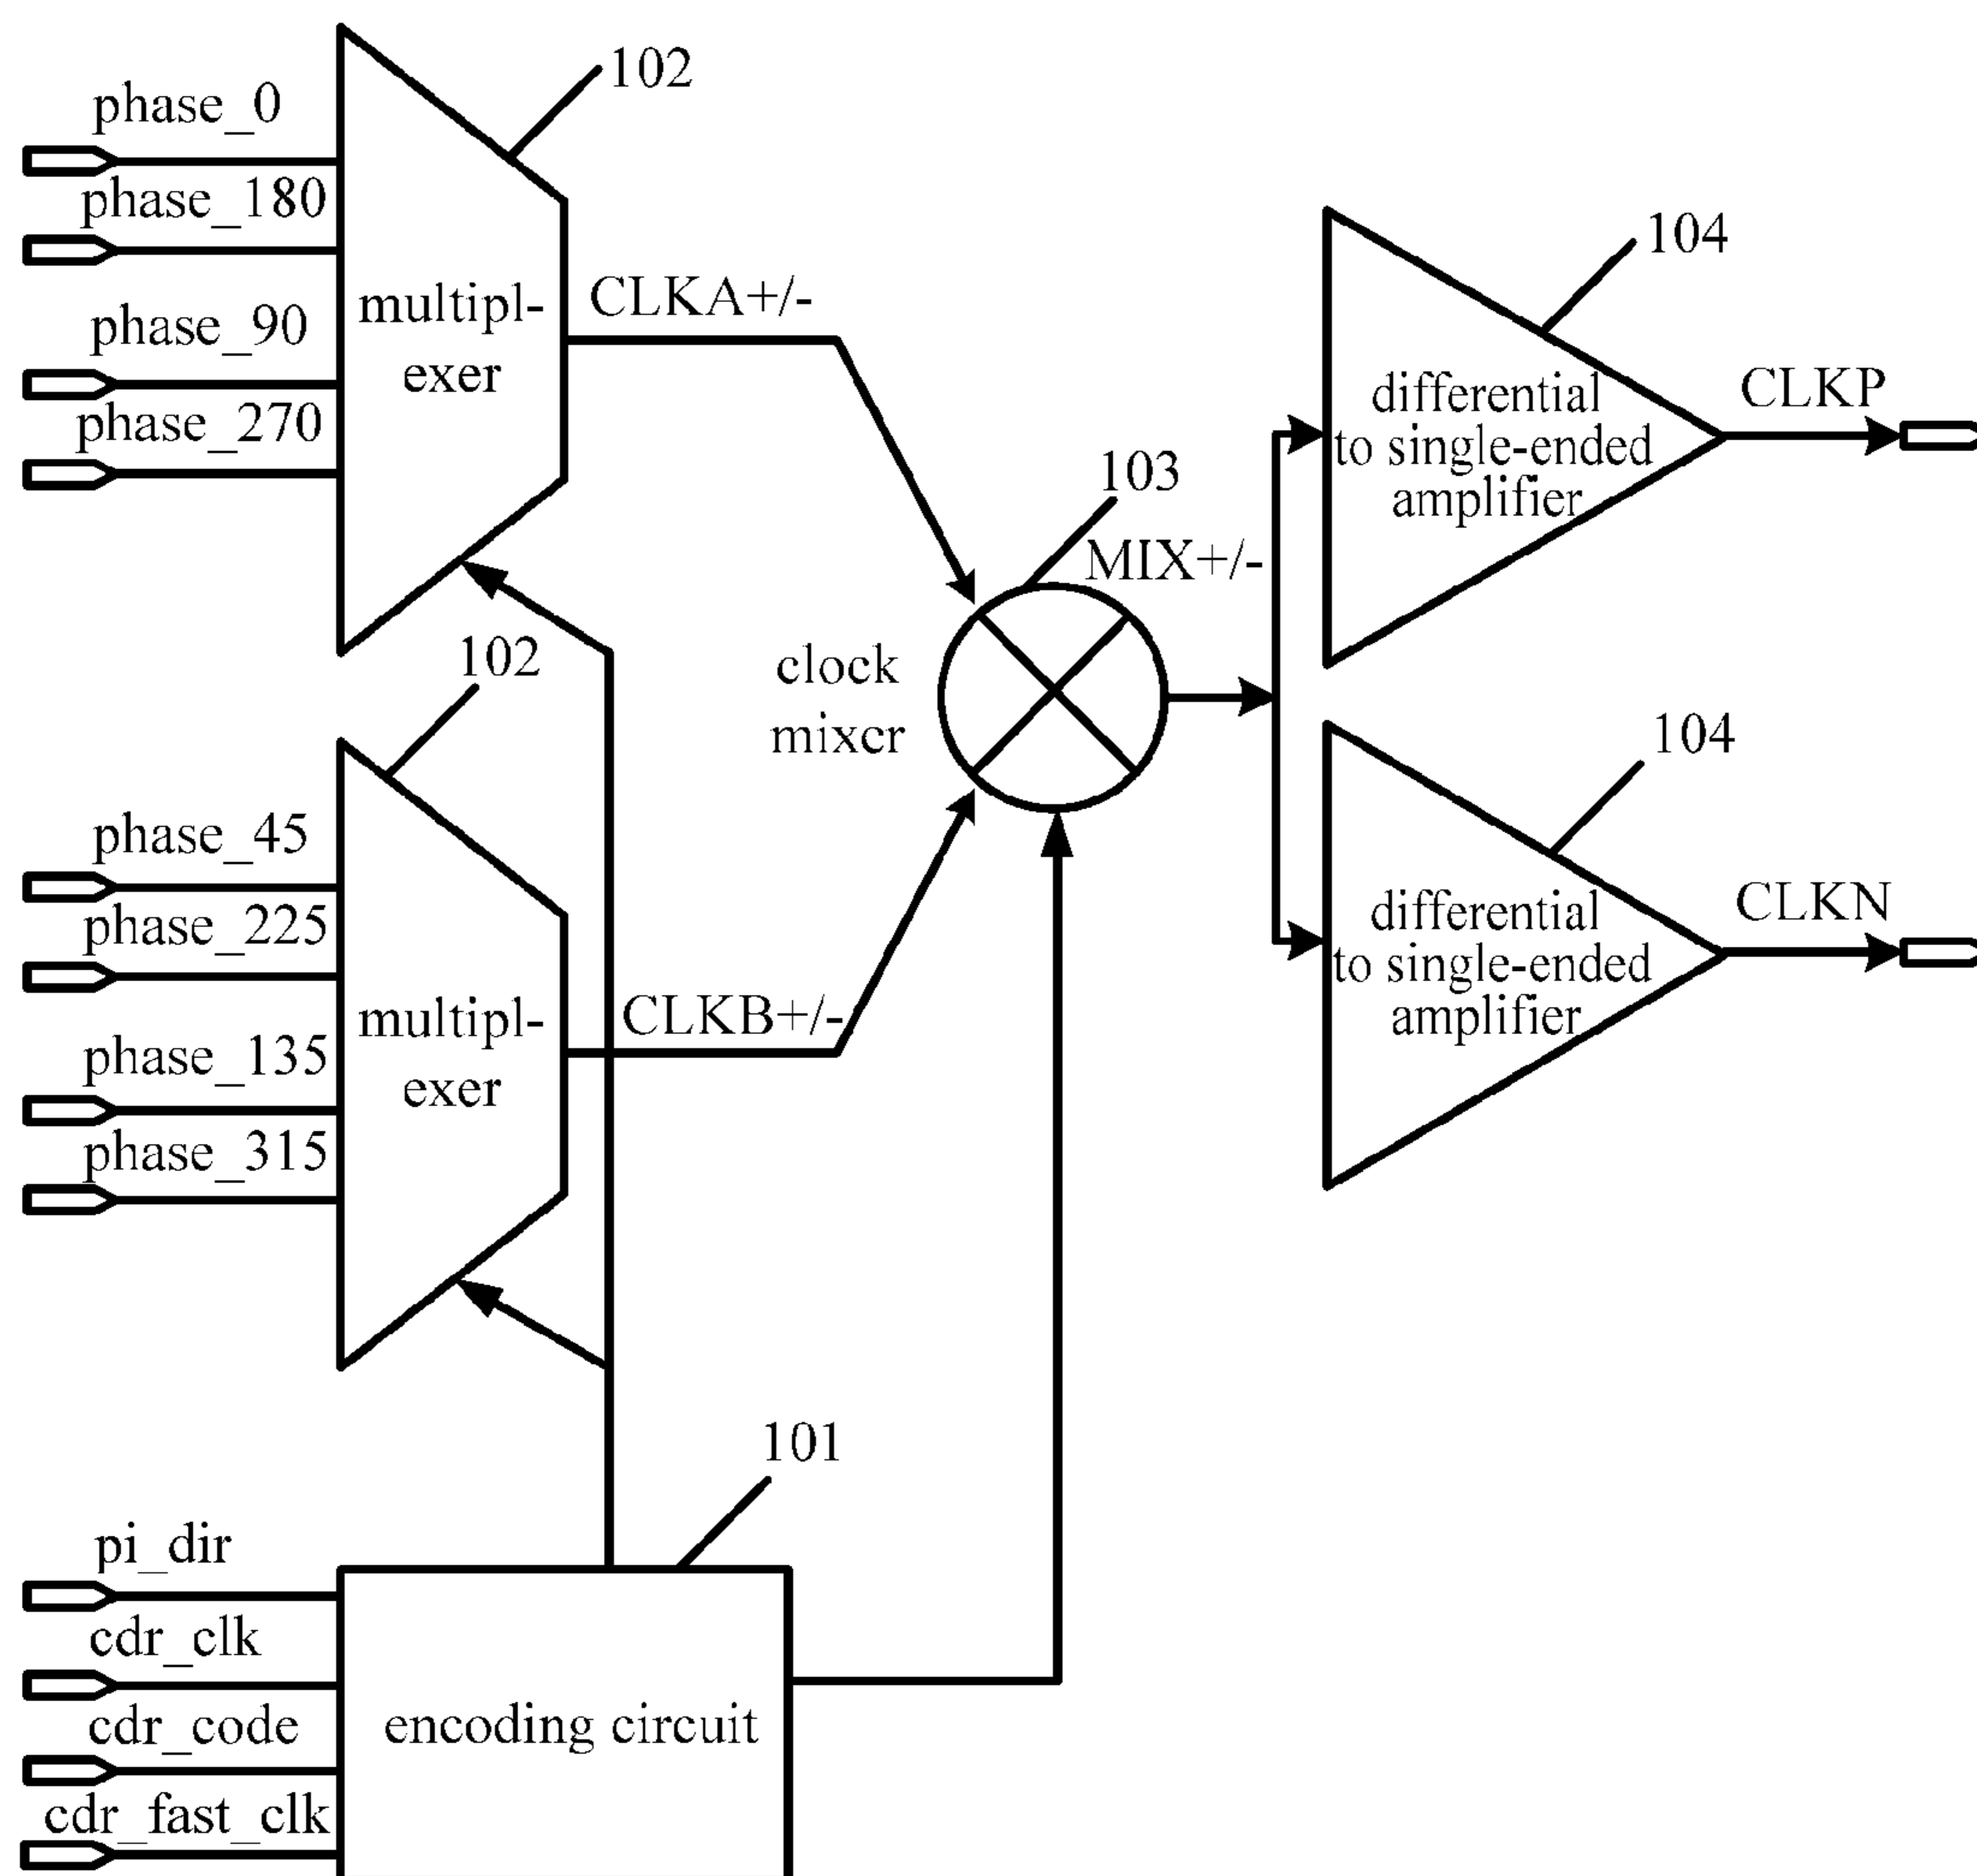 phase_0
phase_180
phase_90
phase_270
multipl-
exer
102
CLKA+/-
102
phase_45
phase_225
phase_135
phase_315
multipl-
exer
CLKB+/-
clock
mixcr
103
MIX+/-
104
differential
to single-ended
amplifier
CLKP
104
differential
to single-ended
amplifier
CLKN
101
pi_dir
cdr_clk
cdr_code
cdr_fast_clk
encoding circuit